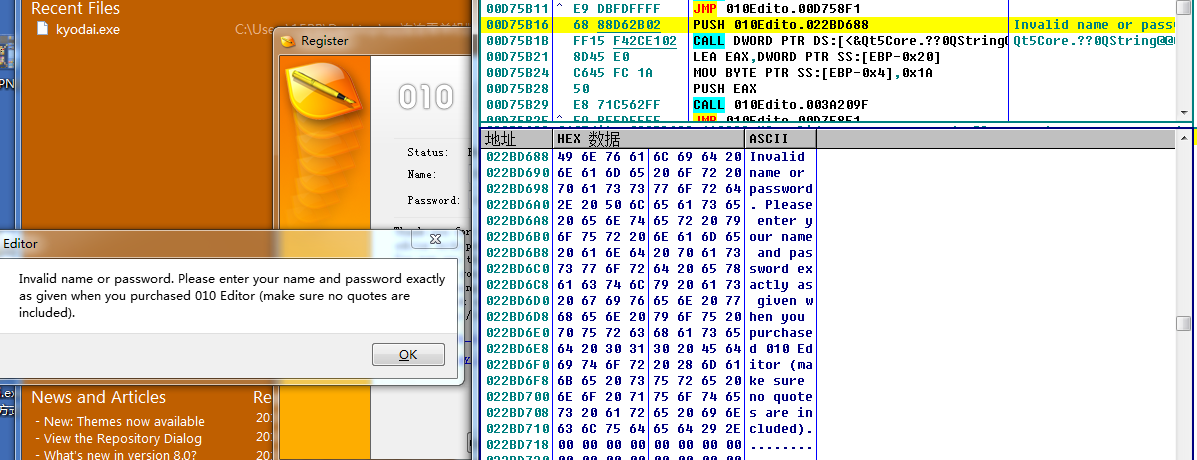 Recent Files
kyodai.exe
C:\Use
Register
010
Status:
Name:
Password:
Editor
Invalid name or password. Please enter your name and password exactly
as given when you purchased 010 Editor (make sure no quotes are
included).
OK
News and Articles
Re
- New: Themes now available
- View the Repository Dialog
- What's new in version 8.0?
00D75B11 ^ E9 DBFDFFFF JMP 010Edito.00D758F1
00D75B16 68 88D62B02 PUSH 010Edito.022BD688 Invalid name or pass
00D75B1B FF15 F42CE102 CALL DWORD PTR DS:[<&Qt5Core.??0QString@ Qt5Core.??0QString@@
00D75B21 8D45 E0 LEA EAX,DWORD PTR SS:[EBP-0x20]
00D75B24 C645 FC 1A MOV BYTE PTR SS:[EBP-0x4],0x1A
00D75B28 50 PUSH EAX
00D75B29 E8 71C562FF CALL 010Edito.003A209F
地址 HEX 数据 ASCII
022BD688 49 6E 76 61 6C 69 64 20 Invalid
022BD690 6E 61 6D 65 20 6F 72 20 name or
022BD698 70 61 73 73 77 6F 72 64 password
022BD6A0 2E 20 50 6C 65 61 73 65 . Please
022BD6A8 20 65 6E 74 65 72 20 79 enter y
022BD6B0 6F 75 72 20 6E 61 6D 65 our name
022BD6B8 20 61 6E 64 20 70 61 73 and pas
022BD6C0 73 77 6F 72 64 20 65 78 sword ex
022BD6C8 61 63 74 6C 79 20 61 73 actly as
022BD6D0 20 67 69 76 65 6E 20 77 given w
022BD6D8 68 65 6E 20 79 6F 75 20 hen you
022BD6E0 70 75 72 63 68 61 73 65 purchase
022BD6E8 64 20 30 31 30 20 45 64 d 010 Ed
022BD6F0 69 74 6F 72 20 28 6D 61 itor (ma
022BD6F8 6B 65 20 73 75 72 65 20 ke sure
022BD700 6E 6F 20 71 75 6F 74 65 no quote
022BD708 73 20 61 72 65 20 69 6E s are in
022BD710 63 6C 75 64 65 64 29 2E cluded).
022BD718 00 00 00 00 00 00 00 00 ........